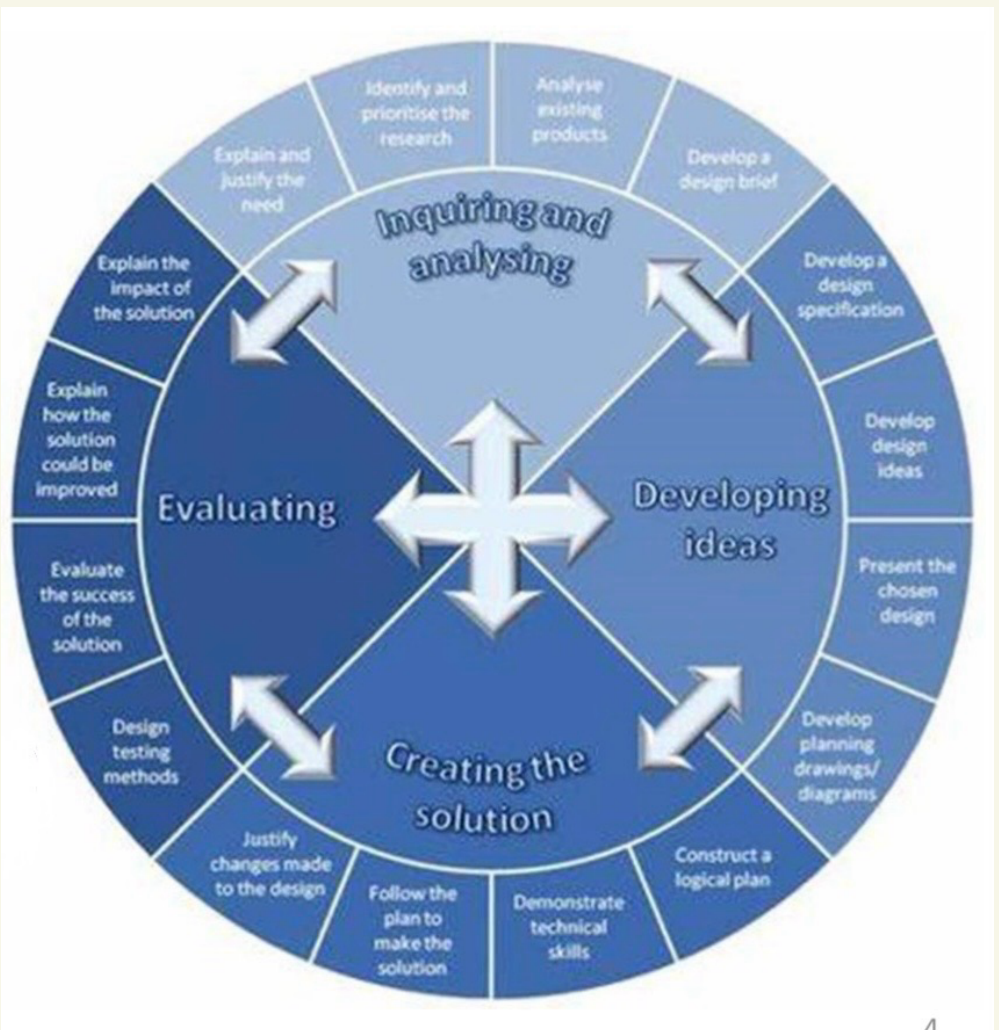 Inquiring and
analysing
Explain and
justify the
need
Identify and
prioritise the
research
Analyse
existing
products
Develop a
design brief
Developing
ideas
Develop a
design
specification
Develop
design
ideas
Present the
chosen
design
Develop
planning
drawings/
diagrams
Creating the
solution
Construct a
logical plan
Demonstrate
technical
skills
Follow the
plan to
make the
solution
Justify
changes made
to the design
Evaluating
Design
testing
methods
Evaluate
the success
of the
solution
Explain
how the
solution
could be
improved
Explain the
impact of
the solution
4